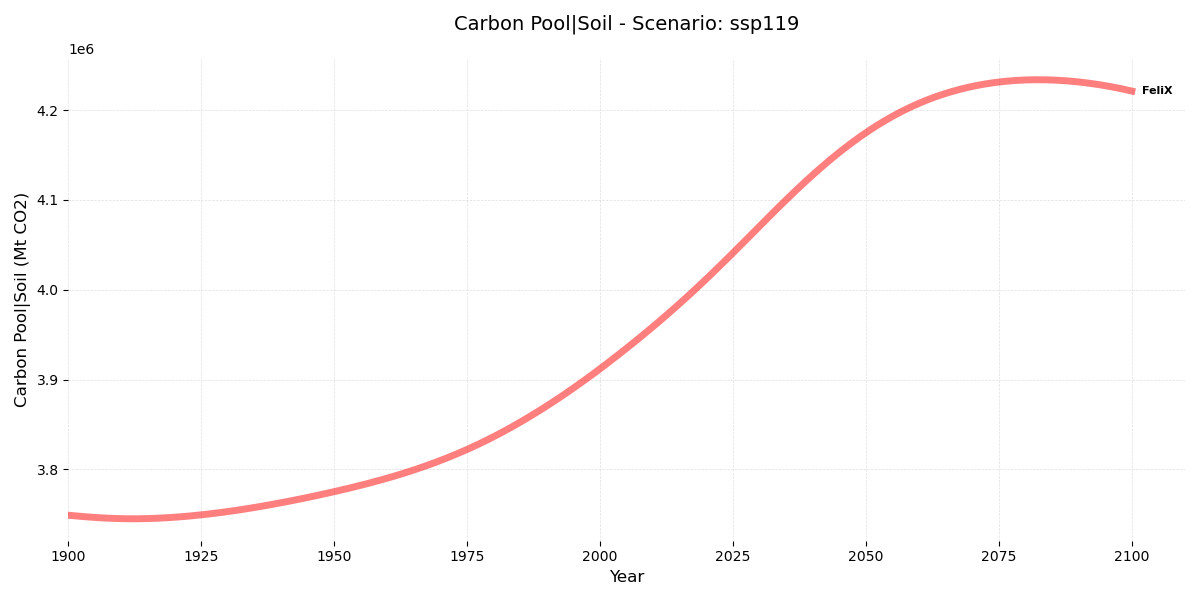 Carbon Pool|Soil - Scenario: ssp119
1e6
4.2
4.1
4.0
3.9
3.8
Carbon Pool|Soil (Mt CO2)
FeliX
1900 1925 1950 1975 2000 2025 2050 2075 2100
Year